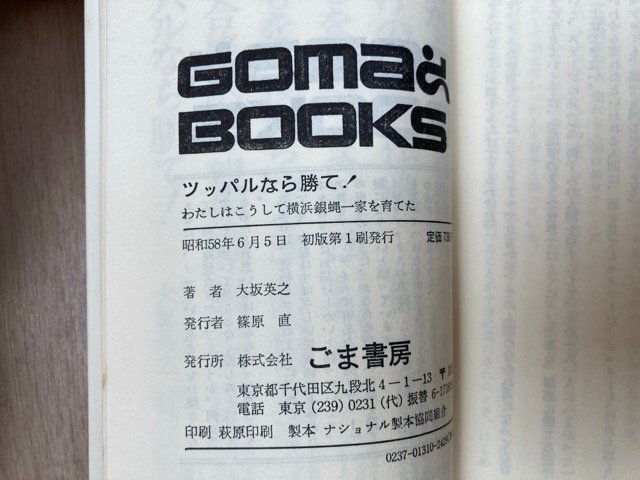 GOMA
BOOKS
ツッパルなら勝て!
わたしはこうして横浜銀蝿一家を育てた
昭和58年6月5日 初版第1刷発行 定価
著者 大坂英之
発行者 篠原 直
発行所 株式会社 ごま書房
東京都千代田区九段北4-1-13 〒
電話 東京(239)0231(代) 振替
印刷 萩原印刷 製本 ナショナル製本協同組合
0237-01310-